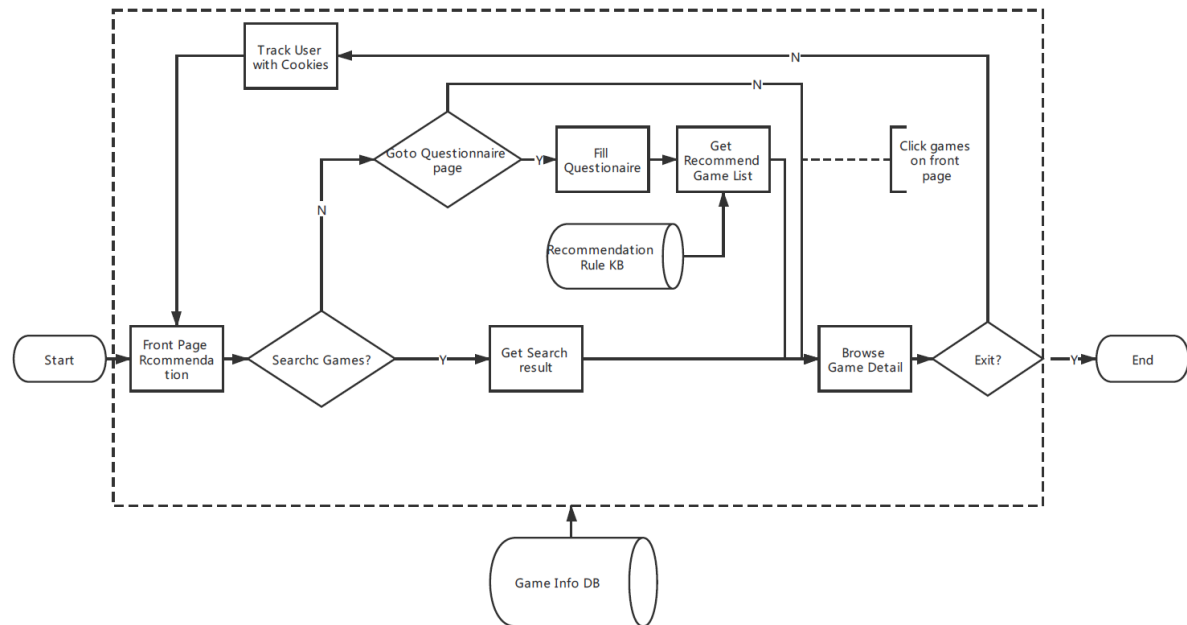 Track User
with Cookies
N
N
Goto Questionnaire
page
Y
Fill
Questionaire
Get
Recommend
Game List
Click games
on front
page
N
Recommendation
Rule KB
Start
Front Page
Rcommenda
tion
Searchc Games?
Y
Get Search
result
Browse
Game Detail
Exit?
Y
End
Game Info DB